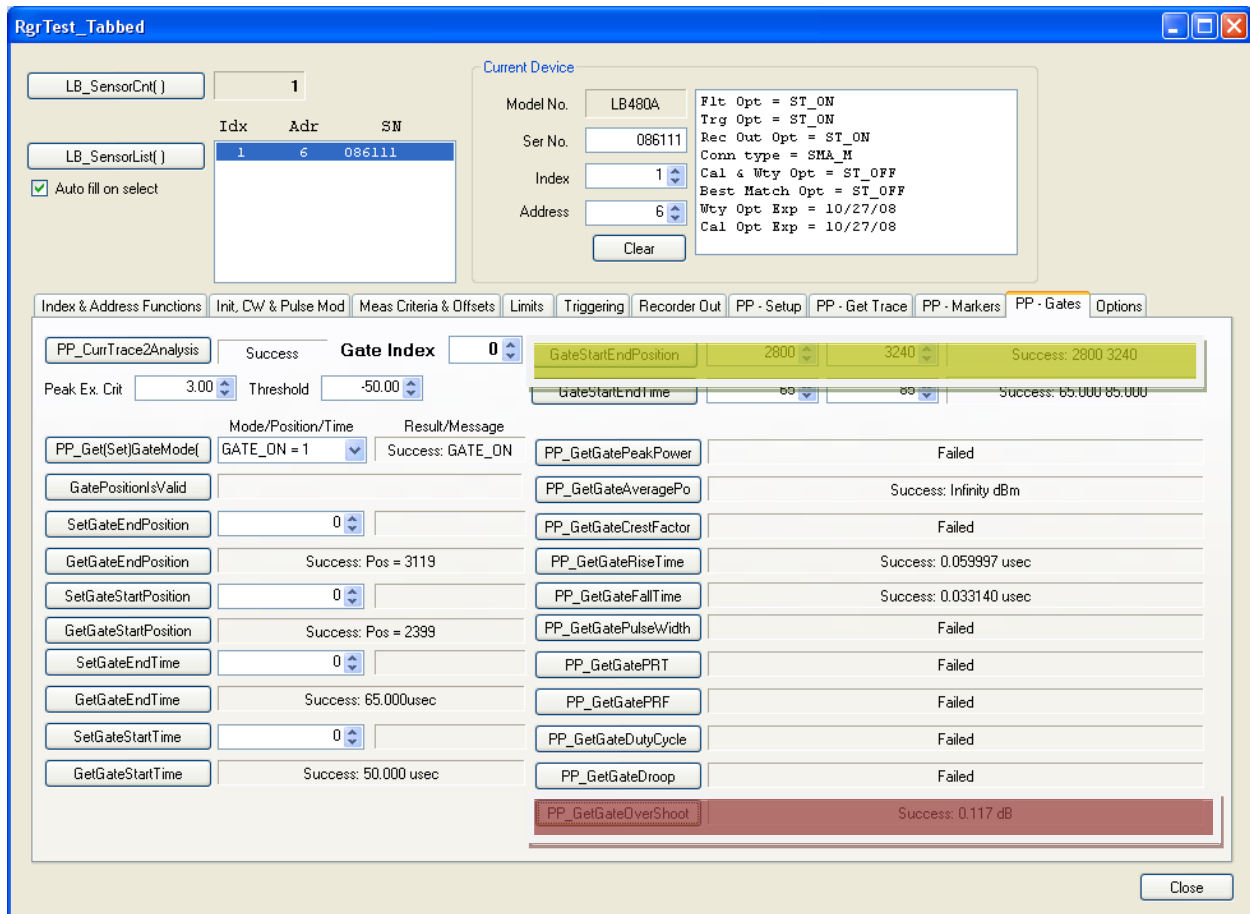 RgrTest_Tabbed
LB_SensorCnt( )
1
Idx Adr SN
LB_SensorList( )
1 6 086111
Auto fill on select
Current Device
Model No. LB480A
Ser No. 086111
Index 1
Address 6
Clear
Flt Opt = ST_ON
Trg Opt = ST_ON
Rec Out Opt = ST_ON
Conn type = SMA_M
Cal & Wty Opt = ST_OFF
Best Match Opt = ST_OFF
Wty Opt Exp = 10/27/08
Cal Opt Exp = 10/27/08
Index & Address Functions Init, CW & Pulse Mod Meas Criteria & Offsets Limits Triggering Recorder Out PP - Setup PP - Get Trace PP - Markers PP - Gates Options
PP_CurrTrace2Analysis Success Gate Index 0
Peak Ex. Crit 3.00 Threshold -50.00
GateStartEndPosition 2800 3240 Success: 2800 3240
GateStartEndTime 65 85 Success: 65.000 85.000
Mode/Position/Time Result/Message
PP_Get(Set)GateMode( GATE_ON = 1 Success: GATE_ON
GatePositionIsValid
SetGateEndPosition 0
GetGateEndPosition Success: Pos = 3119
SetGateStartPosition 0
GetGateStartPosition Success: Pos = 2399
SetGateEndTime 0
GetGateEndTime Success: 65.000usec
SetGateStartTime 0
GetGateStartTime Success: 50.000 usec
PP_GetGatePeakPower Failed
PP_GetGateAveragePo Success: Infinity dBm
PP_GetGateCrestFactor Failed
PP_GetGateRiseTime Success: 0.059997 usec
PP_GetGateFallTime Success: 0.033140 usec
PP_GetGatePulseWidth Failed
PP_GetGatePRT Failed
PP_GetGatePRF Failed
PP_GetGateDutyCycle Failed
PP_GetGateDroop Failed
PP_GetGateOverShoot Success: 0.117 dB
Close